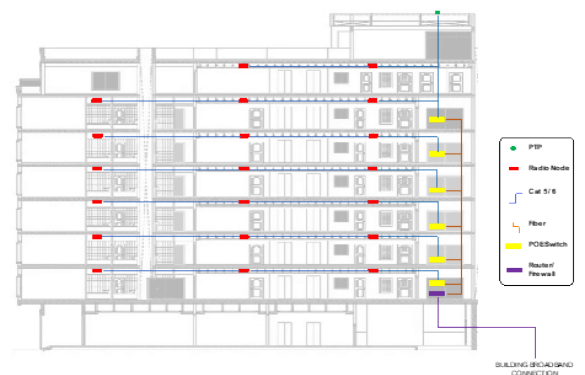 PTP
Radio Node
Cat 5/6
Fiber
POE Switch
Router/
Firewall
BUILDING BROADBAND
CONNECTION